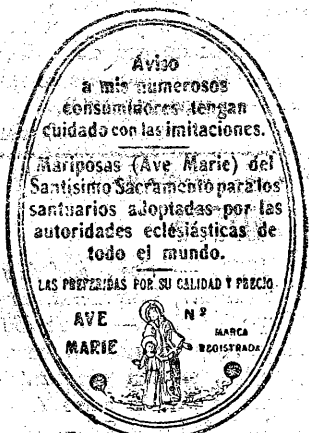 Aviso
a mis numerosos
consumidores tengan
cuidado con las imitaciones.
Mariposas (Ave Marie) del
Santísimo Sacramento para los
santuarios adoptadas por las
autoridades eclesiásticas de
todo el mundo.
LAS PREFERIDAS POR SU CALIDAD Y PRECIO
AVE Nº
MARCA
MARIE REGISTRADA